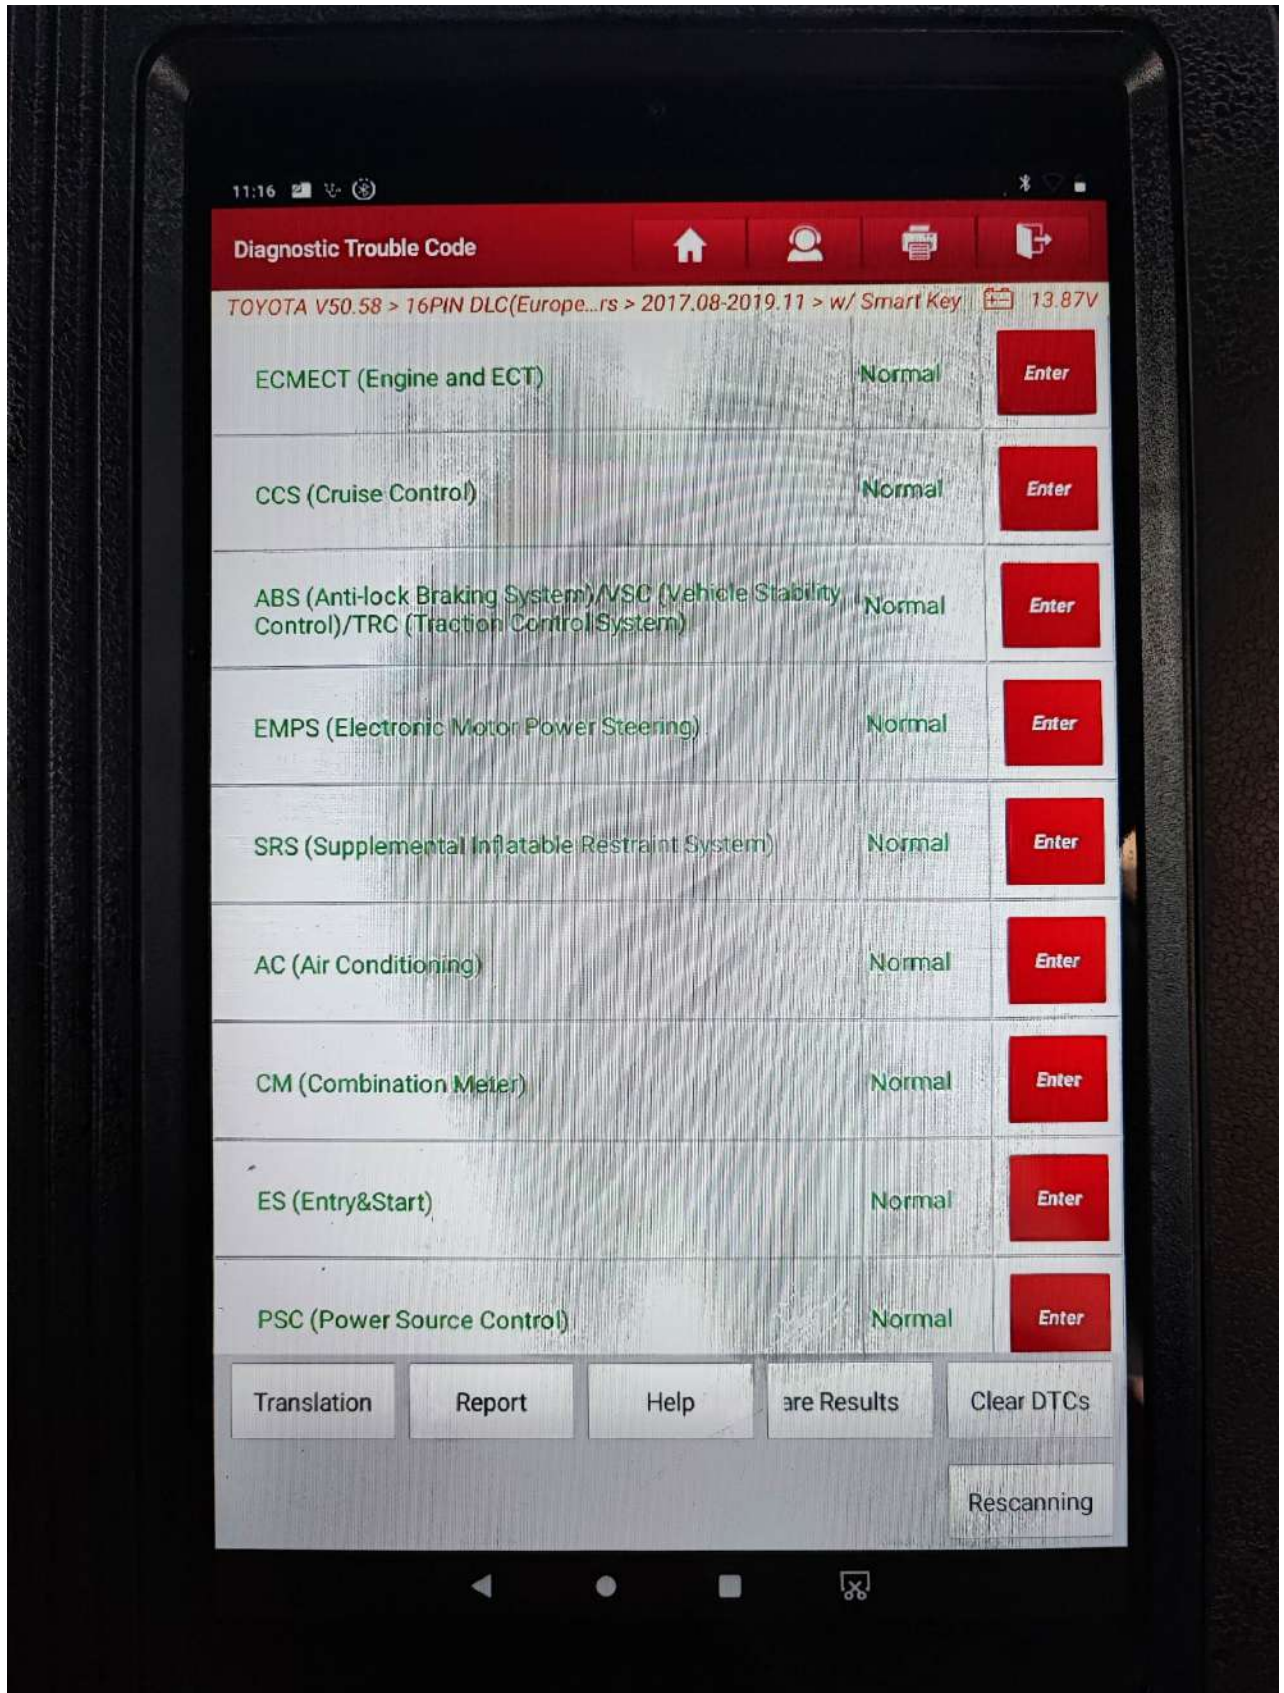 11:16
Diagnostic Trouble Code
TOYOTA V50.58 > 16PIN DLC(Europe...rs > 2017.08-2019.11 > w/ Smart Key 13.87V
ECMECT (Engine and ECT) Normal Enter
CCS (Cruise Control) Normal Enter
ABS (Anti-lock Braking System)/VSC (Vehicle Stability
Control)/TRC (Traction Control System) Normal Enter
EMPS (Electronic Motor Power Steering) Normal Enter
SRS (Supplemental Inflatable Restraint System) Normal Enter
AC (Air Conditioning) Normal Enter
CM (Combination Meter) Normal Enter
ES (Entry&Start) Normal Enter
PSC (Power Source Control) Normal Enter
Translation Report Help are Results Clear DTCs
Rescanning